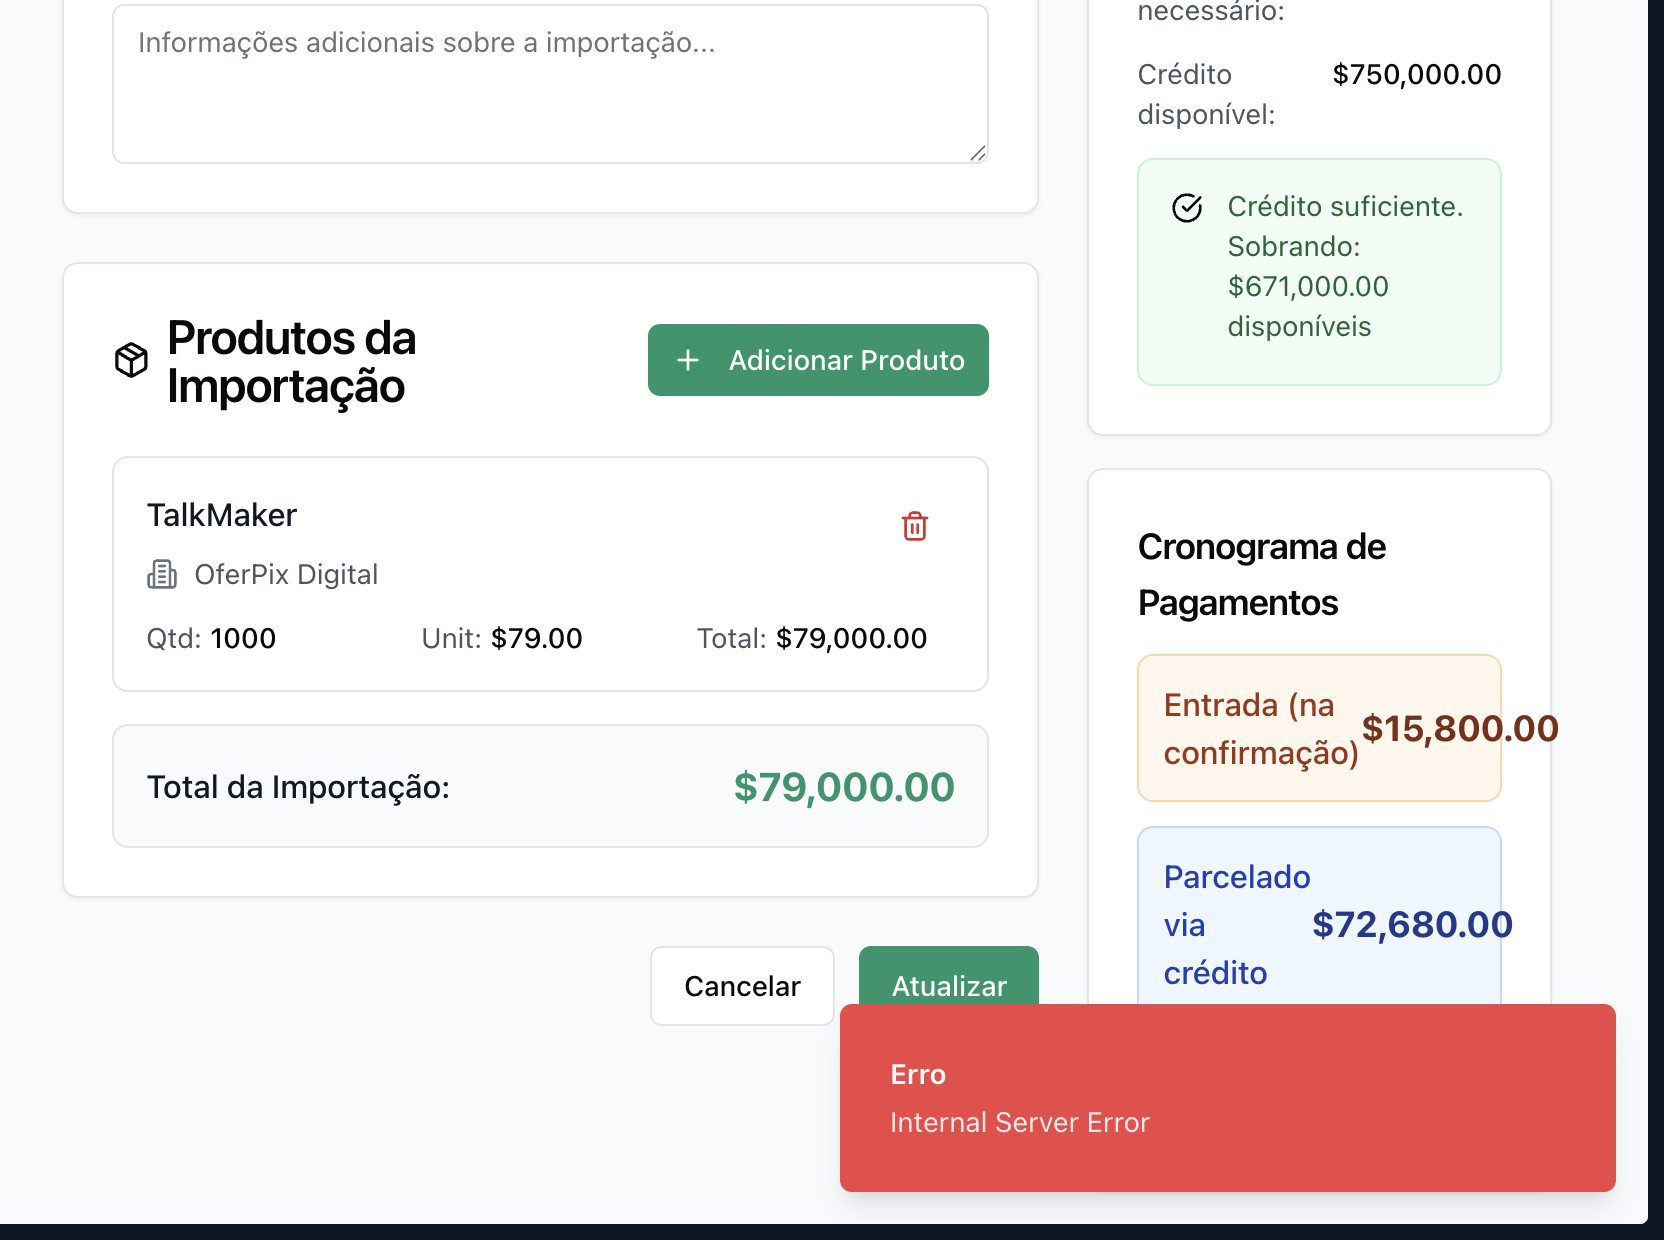 Informações adicionais sobre a importação...
Produtos da
Importação
Adicionar Produto
TalkMaker
OferPix Digital
Qtd: 1000 Unit: $79.00 Total: $79,000.00
Total da Importação: $79,000.00
Cancelar
Atualizar
necessário:
Crédito
disponível:
$750,000.00
Crédito suficiente.
Sobrando:
$671,000.00
disponíveis
Cronograma de
Pagamentos
Entrada (na
confirmação)
$15,800.00
Parcelado
via
crédito
$72,680.00
Erro
Internal Server Error